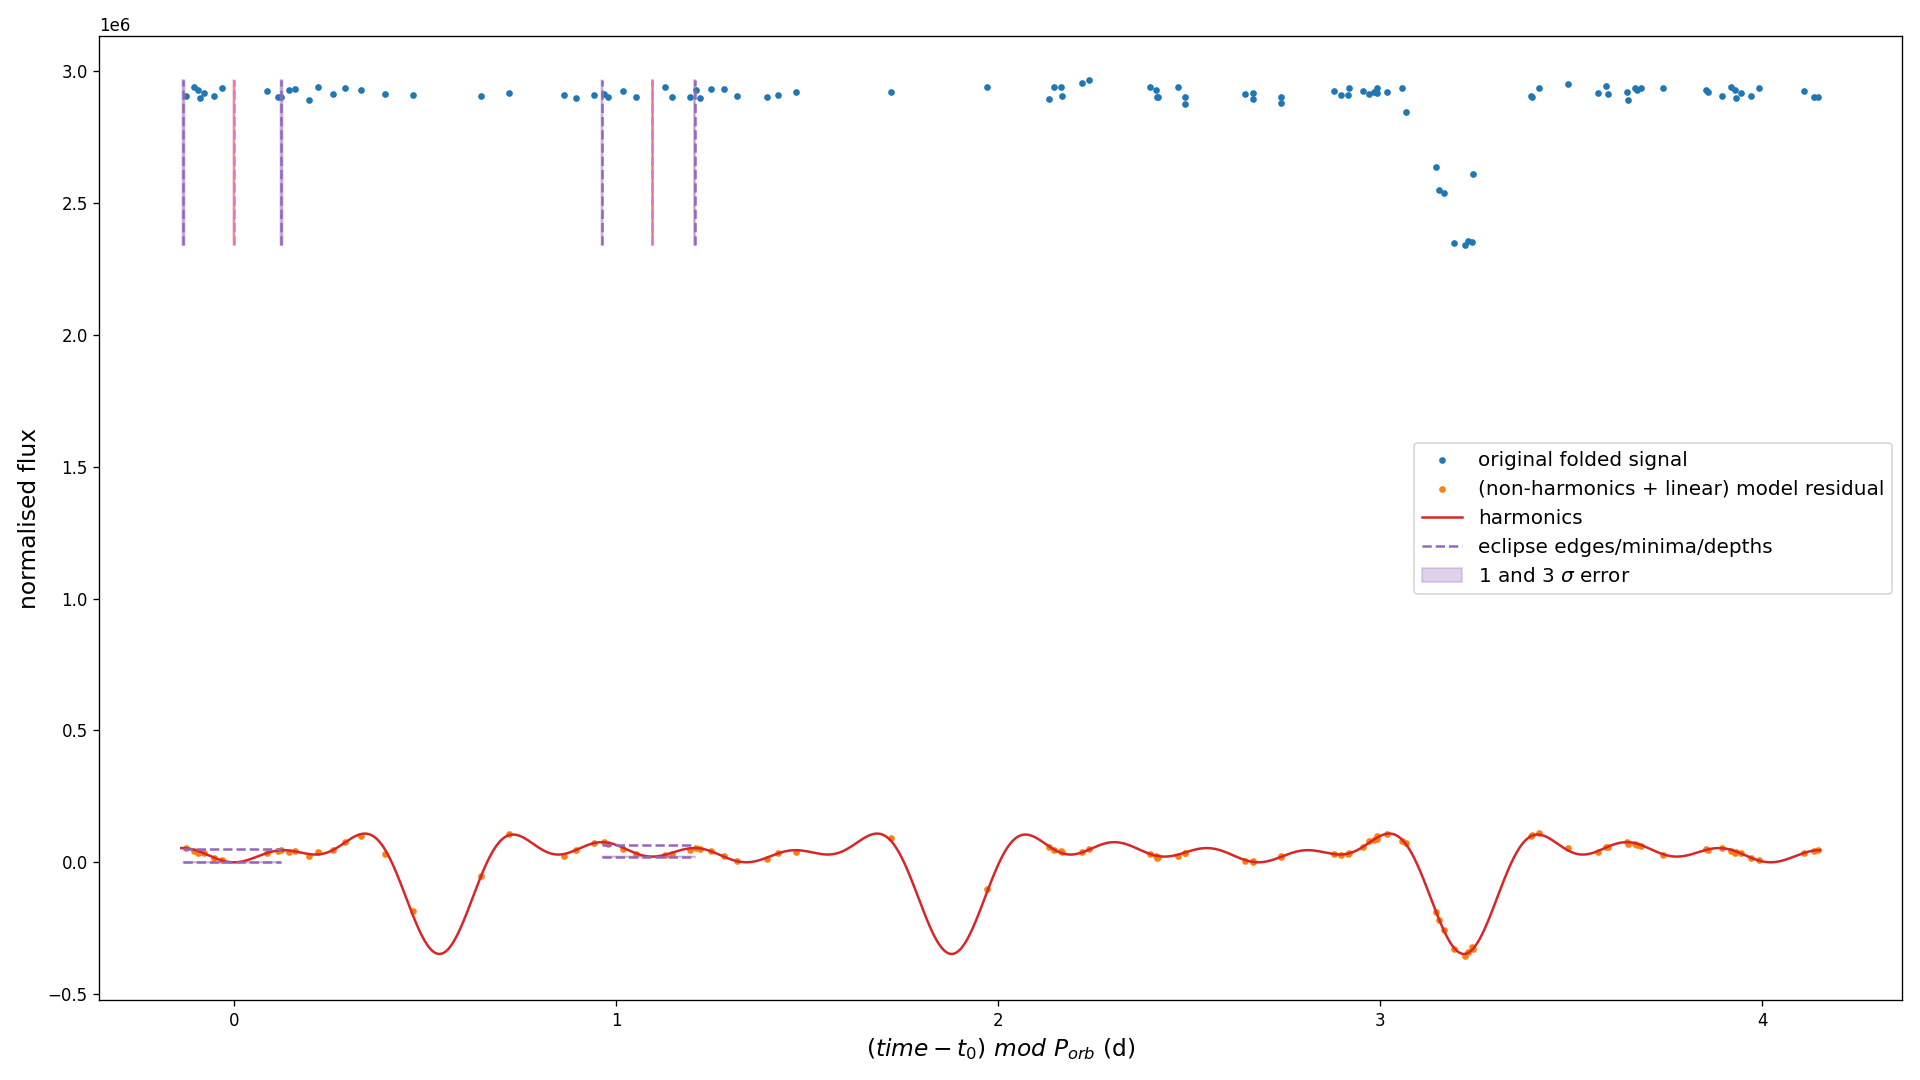 1e6
3.0
2.5
2.0
1.5
1.0
0.5
0.0
−0.5
normalised flux
original folded signal
(non-harmonics + linear) model residual
harmonics
eclipse edges/minima/depths
1 and 3 σ error
0 1 2 3 4
(time − t₀) mod Pₒᵣᵦ (d)